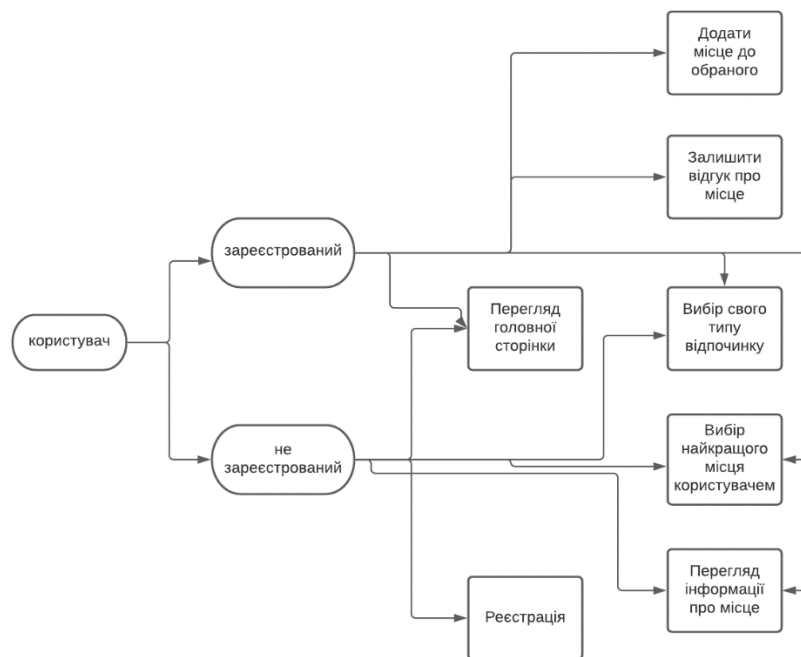 Додати
місце до
обраного
Залишити
відгук про
місце
зареєстрований
Перегляд
головної
сторінки
Вибір свого
типу
відпочинку
користувач
не
зареєстрований
Вибір
найкращого
місця
користувачем
Перегляд
інформації
про місце
Реєстрація